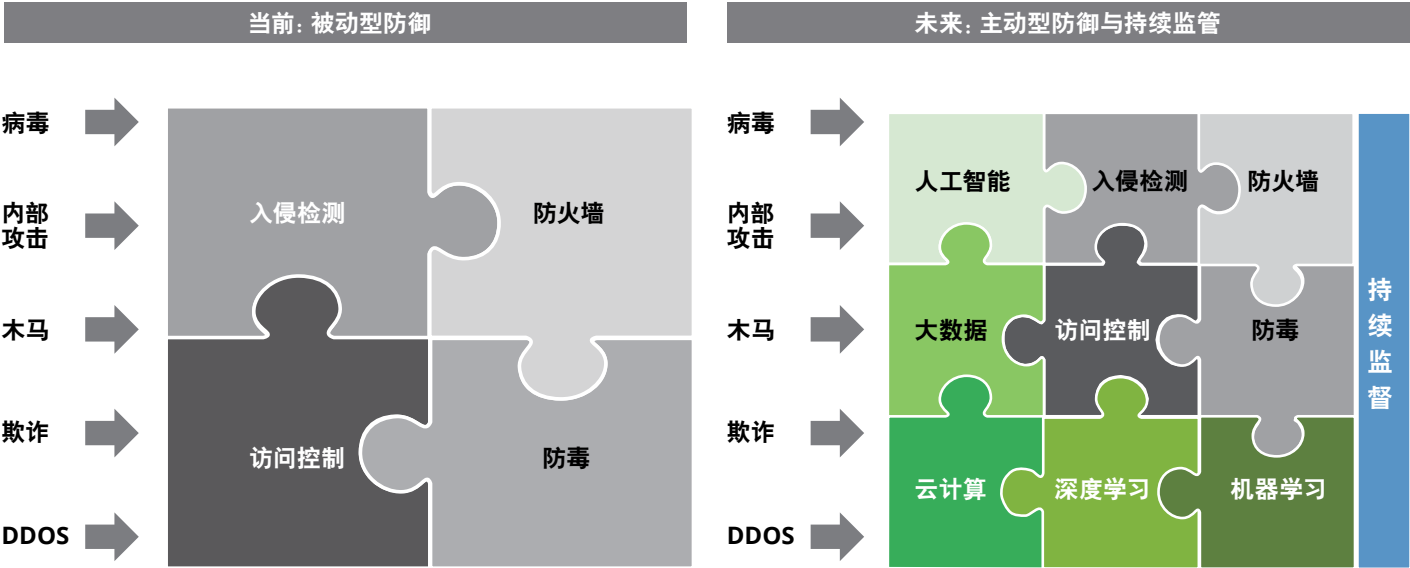 当前: 被动型防御
病毒
内部
攻击
木马
欺诈
DDOS
入侵检测
防火墙
访问控制
防毒
未来: 主动型防御与持续监管
病毒
内部
攻击
木马
欺诈
DDOS
人工智能
入侵检测
防火墙
大数据
访问控制
防毒
云计算
深度学习
机器学习
持
续
监
督